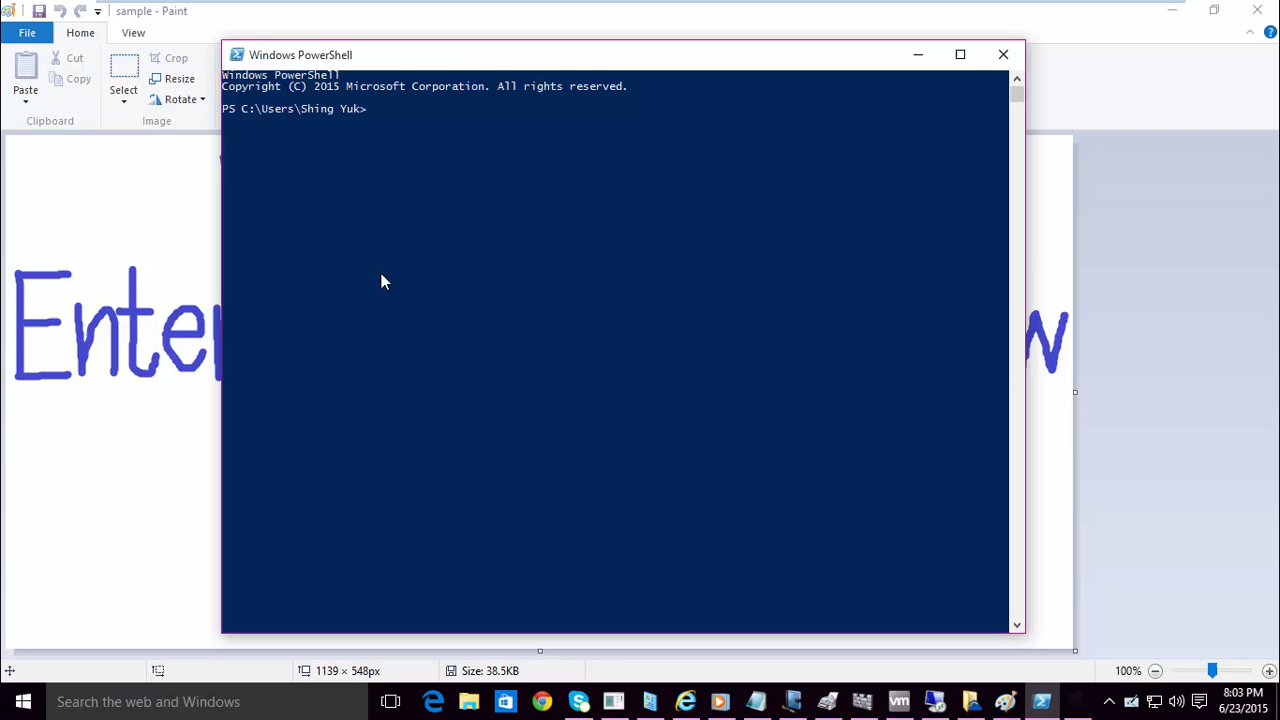 sample - Paint
File Home View
Cut
Copy
Paste
Clipboard
Select
Crop
Resize
Rotate
Image
Windows PowerShell
Windows PowerShell
Copyright (C) 2015 Microsoft Corporation. All rights reserved.
PS C:\Users\Shing Yuk>
Enter
1139 × 548px
Size: 38.5KB
100%
Search the web and Windows
vm
8:03 PM
6/23/2015